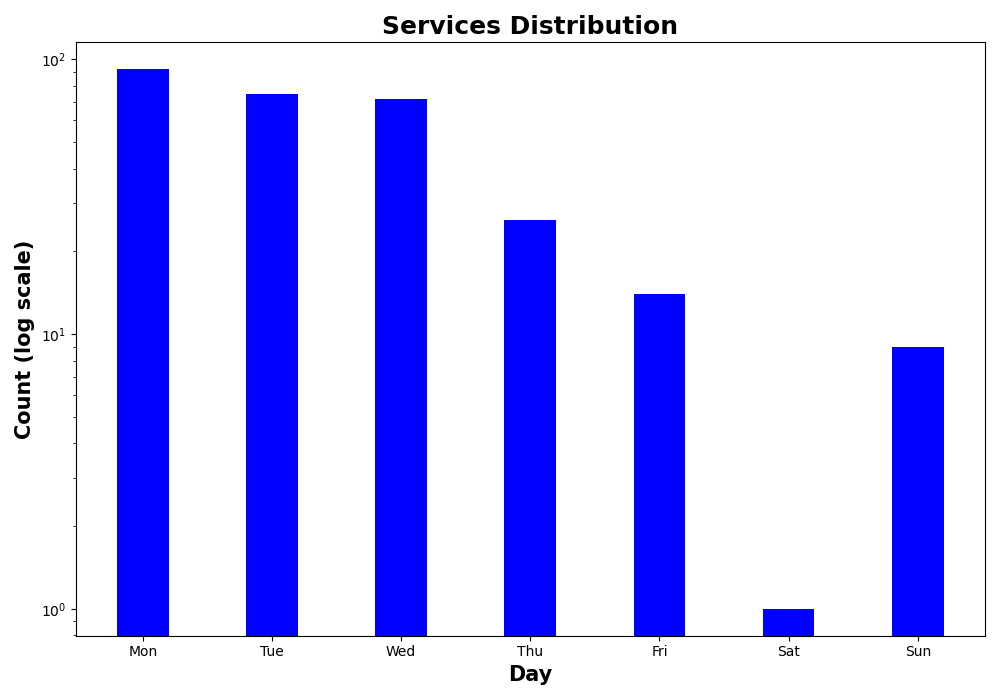 Services Distribution
Count (log scale)
10²
10¹
10⁰
Mon Tue Wed Thu Fri Sat Sun
Day